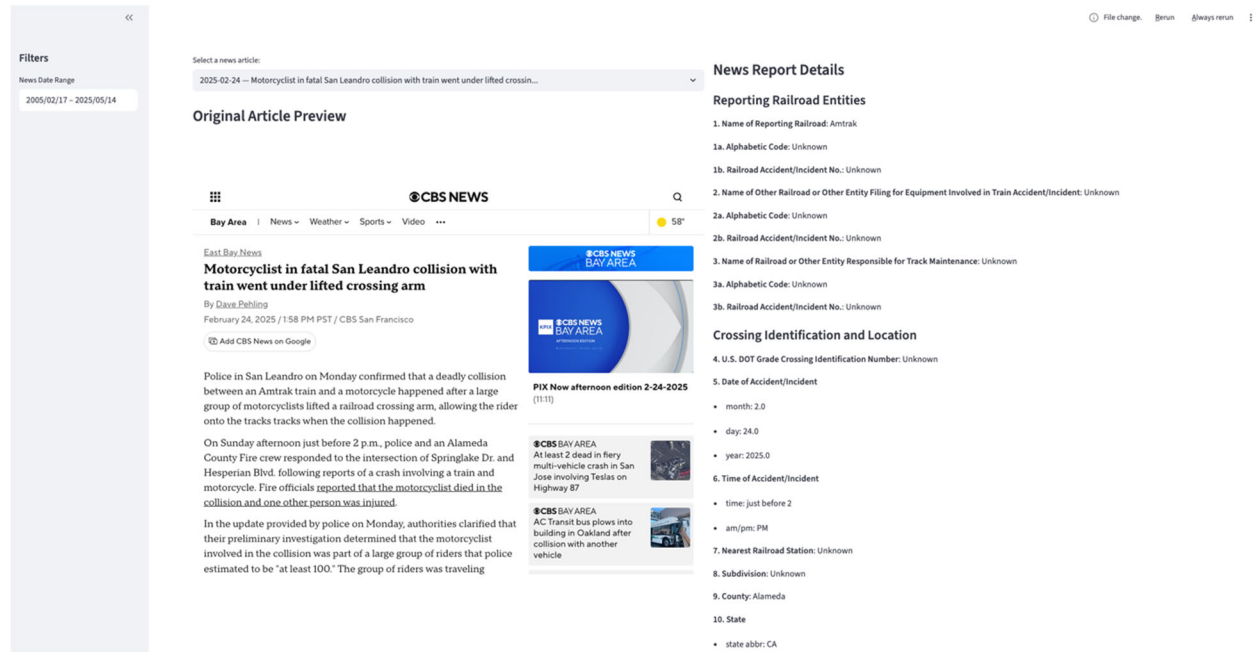 «
File change. Rerun Always rerun
Filters
News Date Range
2005/02/17 – 2025/05/14
Select a news article:
2025-02-24 — Motorcyclist in fatal San Leandro collision with train went under lifted crossin...
Original Article Preview
CBS NEWS
Bay Area | News Weather Sports Video ••• 58°
East Bay News
Motorcyclist in fatal San Leandro collision with
train went under lifted crossing arm
By Dave Pehling
February 24, 2025 / 1:58 PM PST / CBS San Francisco
Add CBS News on Google
Police in San Leandro on Monday confirmed that a deadly collision
between an Amtrak train and a motorcycle happened after a large
group of motorcyclists lifted a railroad crossing arm, allowing the rider
onto the tracks tracks when the collision happened.
On Sunday afternoon just before 2 p.m., police and an Alameda
County Fire crew responded to the intersection of Springlake Dr. and
Hesperian Blvd. following reports of a crash involving a train and
motorcycle. Fire officials reported that the motorcyclist died in the
collision and one other person was injured.
In the update provided by police on Monday, authorities clarified that
their preliminary investigation determined that the motorcyclist
involved in the collision was part of a large group of riders that police
estimated to be "at least 100." The group of riders was traveling
CBS NEWS
BAY AREA
KPIX
CBS NEWS
BAY AREA
AFTERNOON EDITION
PIX Now afternoon edition 2-24-2025
(11:11)
CBS BAY AREA
At least 2 dead in fiery
multi-vehicle crash in San
Jose involving Teslas on
Highway 87
CBS BAY AREA
AC Transit bus plows into
building in Oakland after
collision with another
vehicle
News Report Details
Reporting Railroad Entities
1. Name of Reporting Railroad: Amtrak
1a. Alphabetic Code: Unknown
1b. Railroad Accident/Incident No.: Unknown
2. Name of Other Railroad or Other Entity Filing for Equipment Involved in Train Accident/Incident: Unknown
2a. Alphabetic Code: Unknown
2b. Railroad Accident/Incident No.: Unknown
3. Name of Railroad or Other Entity Responsible for Track Maintenance: Unknown
3a. Alphabetic Code: Unknown
3b. Railroad Accident/Incident No.: Unknown
Crossing Identification and Location
4. U.S. DOT Grade Crossing Identification Number: Unknown
5. Date of Accident/Incident
• month: 2.0
• day: 24.0
• year: 2025.0
6. Time of Accident/Incident
• time: just before 2
• am/pm: PM
7. Nearest Railroad Station: Unknown
8. Subdivision: Unknown
9. County: Alameda
10. State
• state abbr: CA